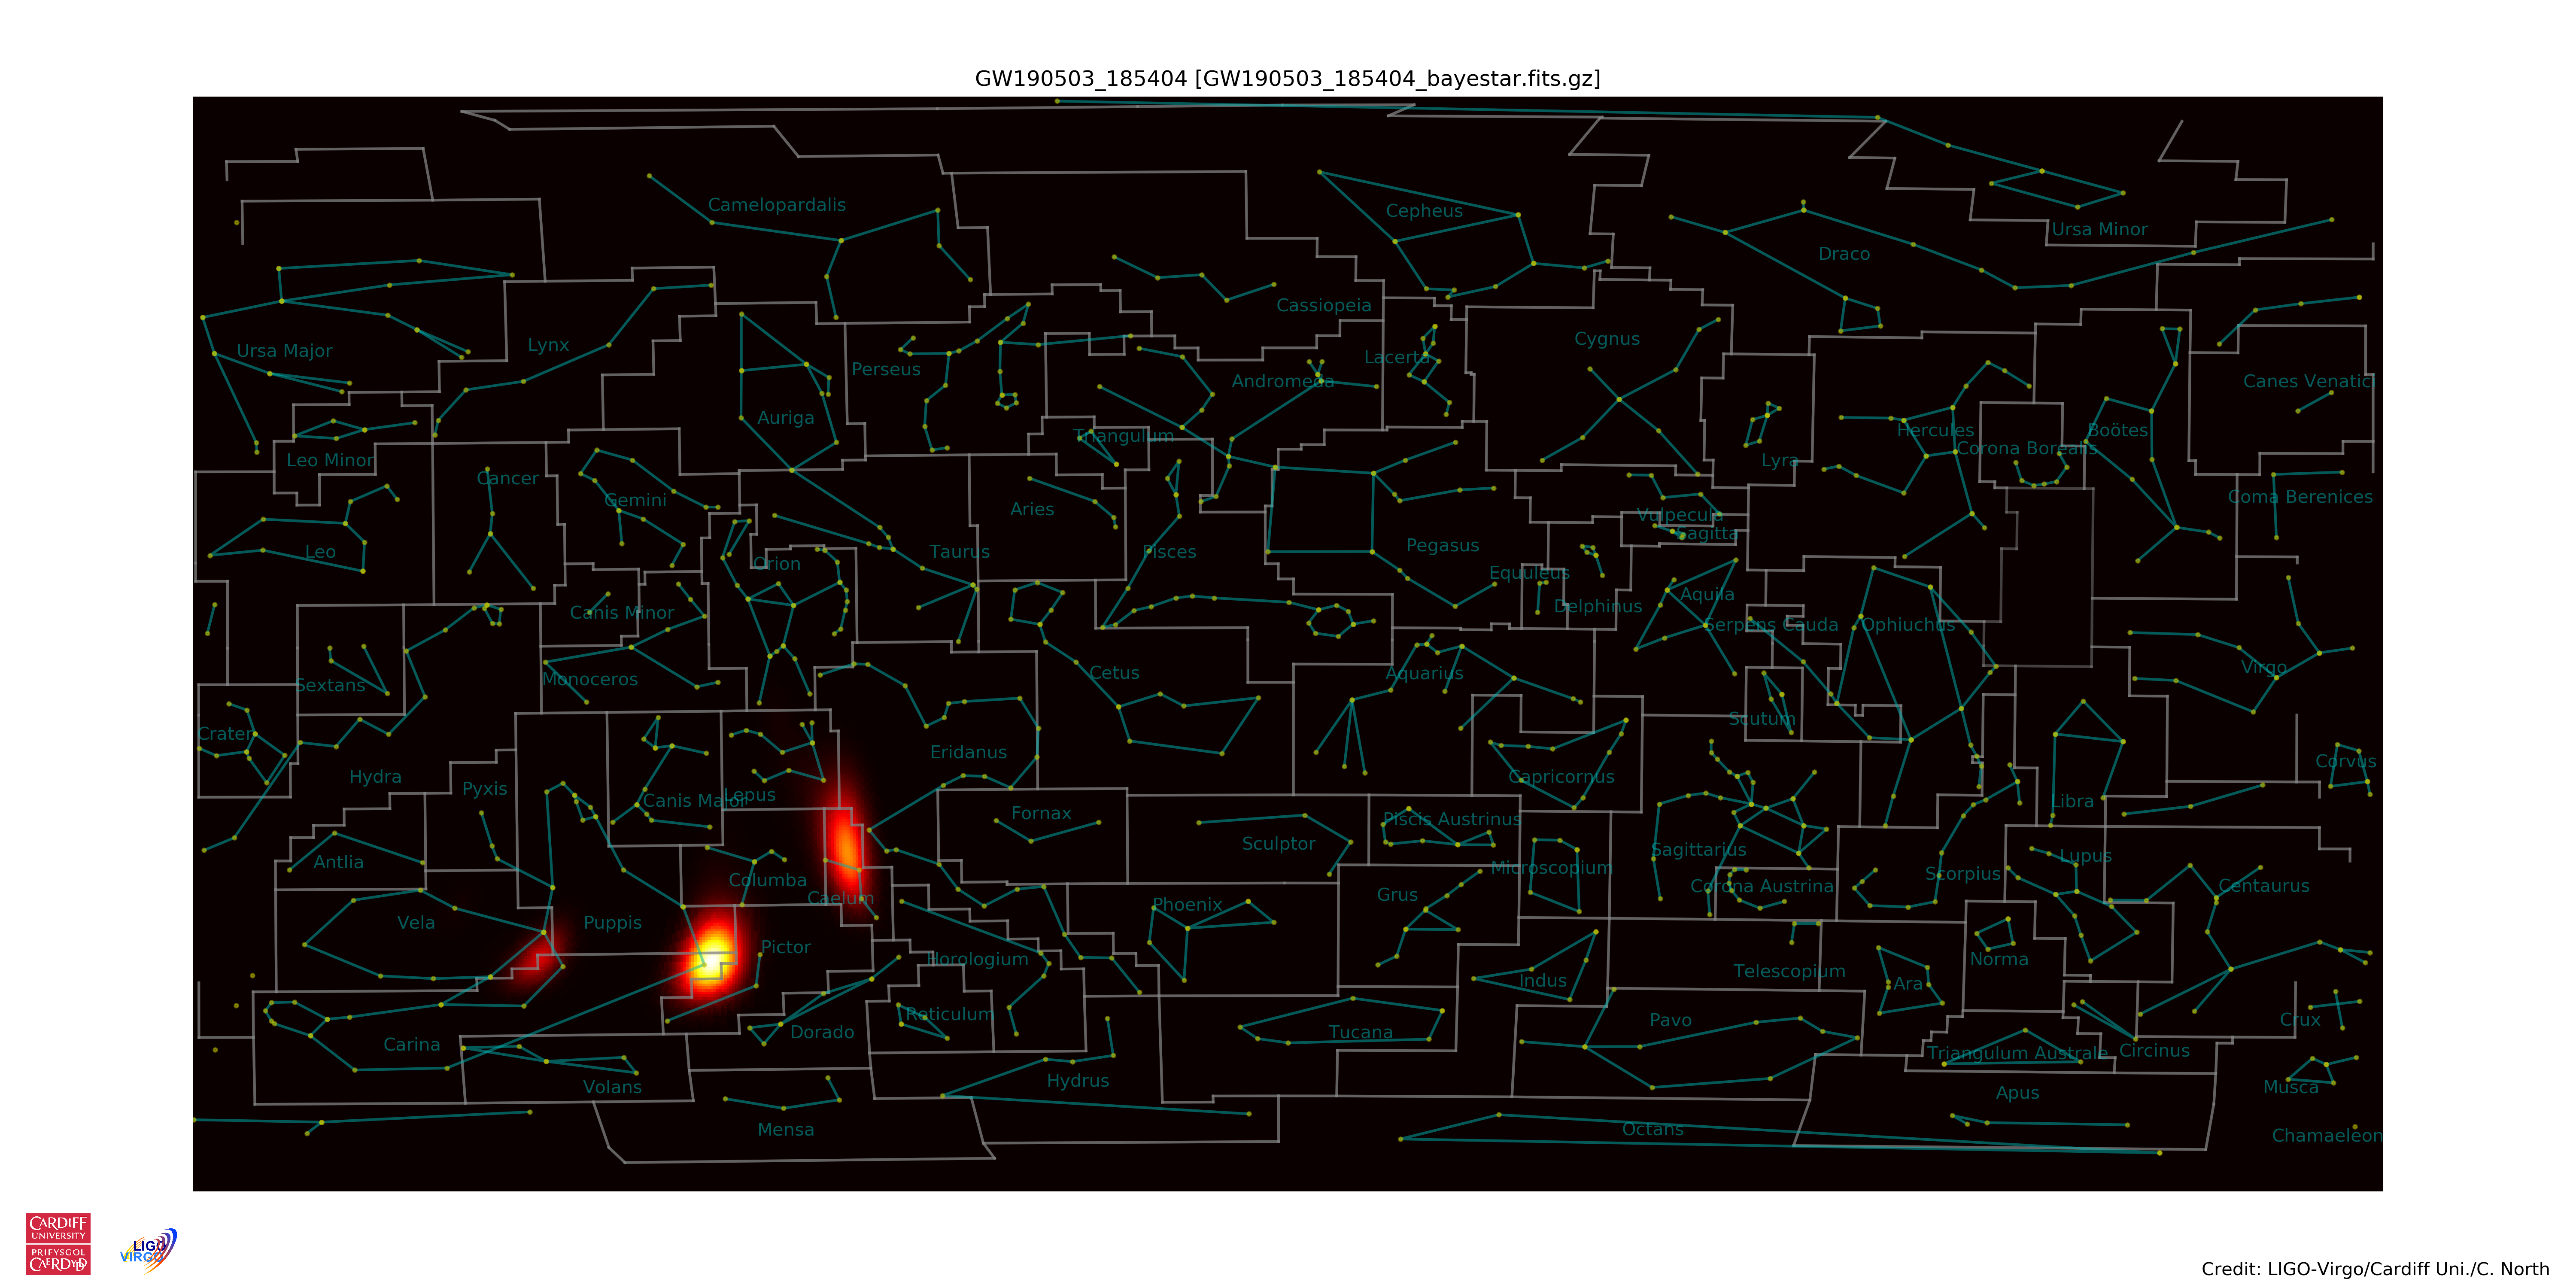 GW190503_185404 [GW190503_185404_bayestar.fits.gz]
Camelopardalis
Cepheus
Ursa Minor
Draco
Cassiopeia
Ursa Major
Lynx
Cygnus
Lacerta
Perseus
Andromeda
Canes Venatici
Auriga
Triangulum
Hercules
Boötes
Corona Borealis
Leo Minor
Lyra
Cancer
Gemini
Coma Berenices
Aries
Vulpecula
Sagitta
Leo
Taurus
Pisces
Pegasus
Orion
Equuleus
Aquila
Canis Minor
Delphinus
Serpens Cauda
Ophiuchus
Virgo
Cetus
Aquarius
Sextans
Monoceros
Scutum
Crater
Eridanus
Corvus
Hydra
Capricornus
Pyxis
Lepus
Canis Major
Libra
Fornax
Piscis Austrinus
Sculptor
Sagittarius
Lupus
Antlia
Microscopium
Scorpius
Columba
Corona Austrina
Centaurus
Grus
Caelum
Phoenix
Vela
Puppis
Pictor
Horologium
Norma
Telescopium
Indus
Ara
Reticulum
Pavo
Crux
Dorado
Tucana
Carina
Triangulum Australe
Circinus
Hydrus
Volans
Musca
Apus
Mensa
Octans
Chamaeleon
CARDIFF
UNIVERSITY
PRIFYSGOL
CAERDYDD
LIGO
VIRGO
Credit: LIGO-Virgo/Cardiff Uni./C. North